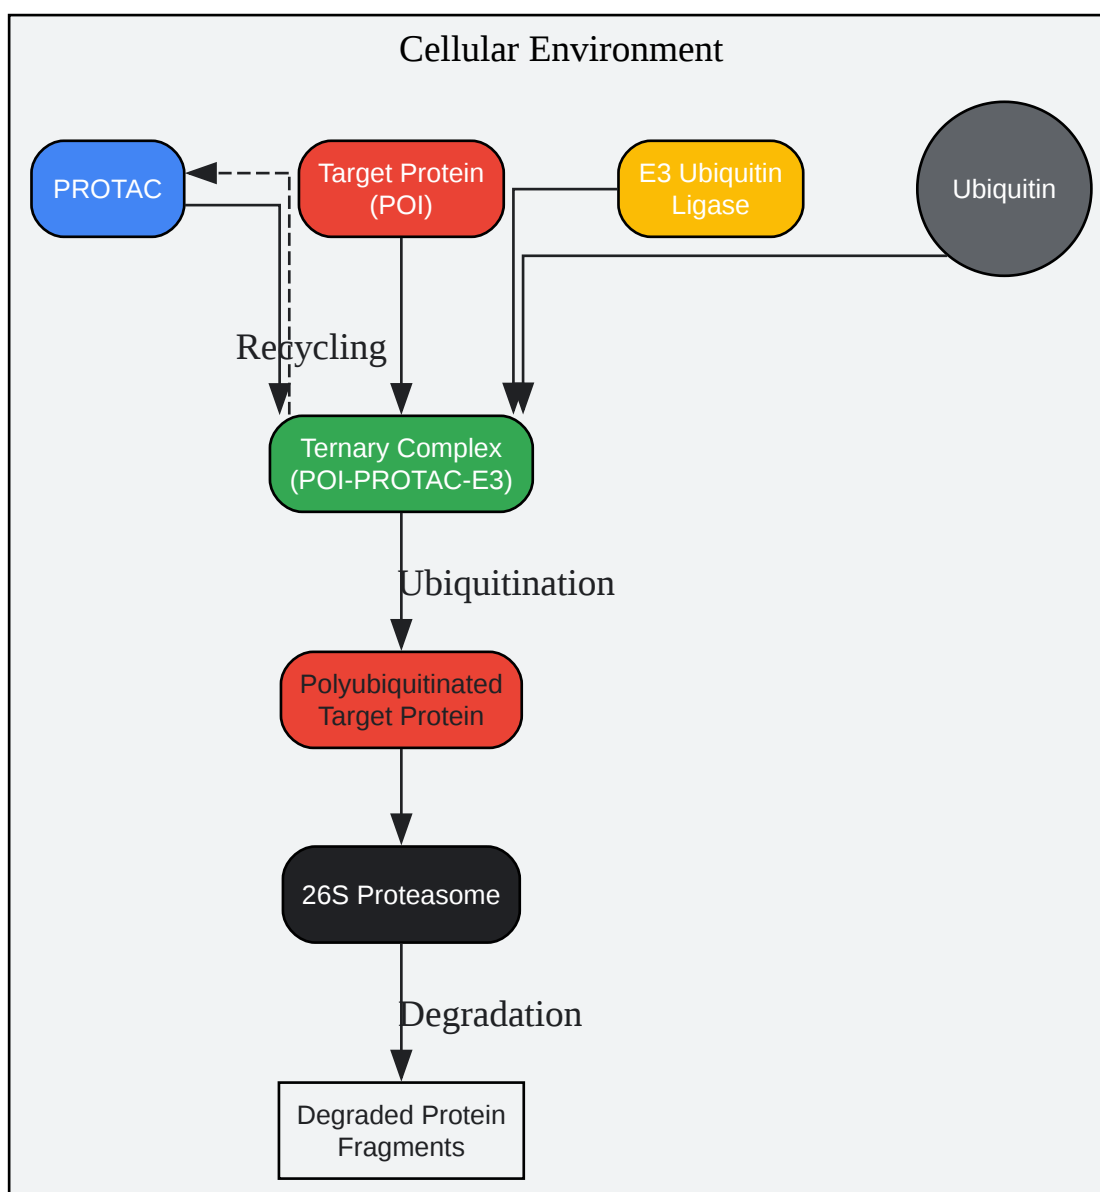 Cellular Environment
PROTAC
Target Protein
(POI)
E3 Ubiquitin
Ligase
Ubiquitin
Recycling
Ternary Complex
(POI-PROTAC-E3)
Ubiquitination
Polyubiquitinated
Target Protein
26S Proteasome
Degradation
Degraded Protein
Fragments